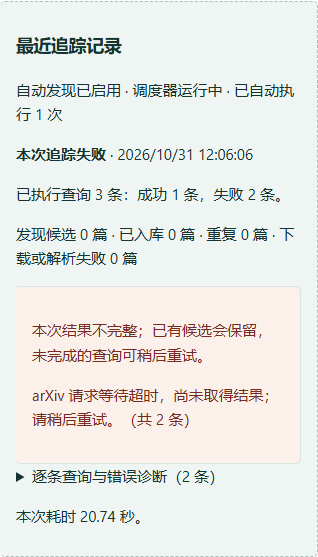 最近追踪记录
自动发现已启用 · 调度器运行中 · 已自动执
行 1 次
本次追踪失败 · 2026/10/31 12:06:06
已执行查询 3 条：成功 1 条，失败 2 条。
发现候选 0 篇 · 已入库 0 篇 · 重复 0 篇 · 下
载或解析失败 0 篇
本次结果不完整；已有候选会保留，
未完成的查询可稍后重试。
arXiv 请求等待超时，尚未取得结果；
请稍后重试。（共 2 条）
▶ 逐条查询与错误诊断（2 条）
本次耗时 20.74 秒。